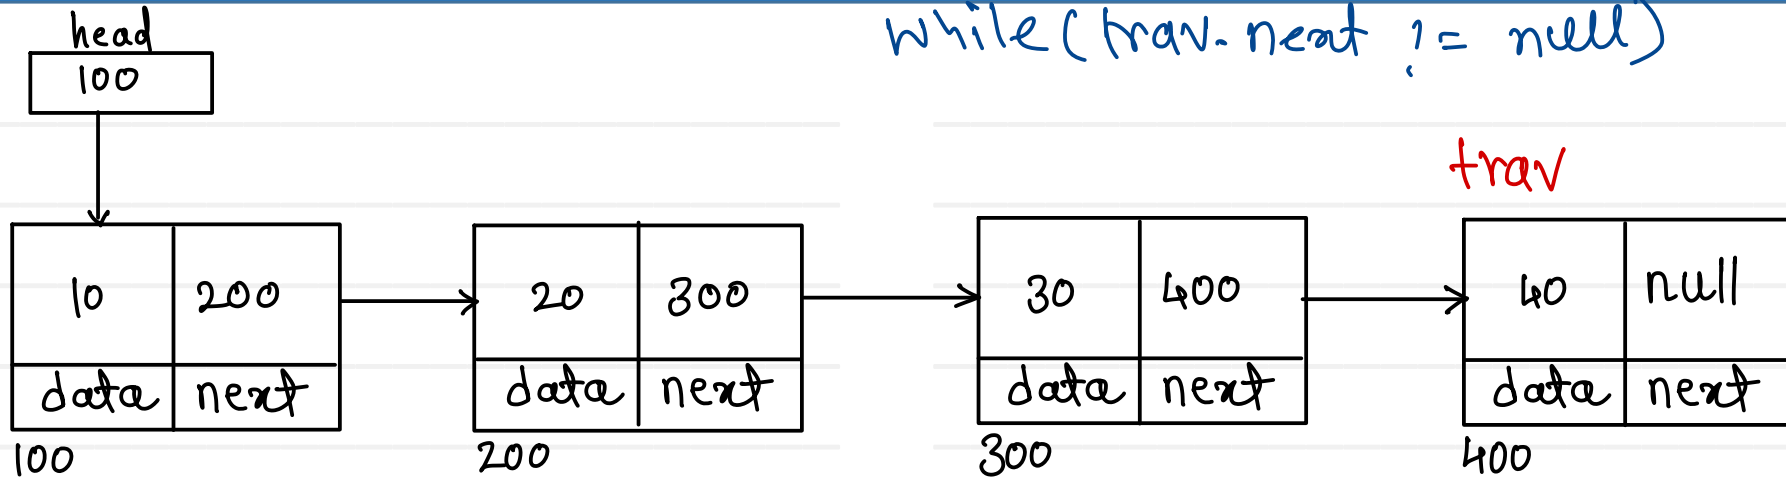 head
while(trav.next != null)
100
trav
10 200 20 300 30 400 40 null
data next data next data next data next
100 200 300 400